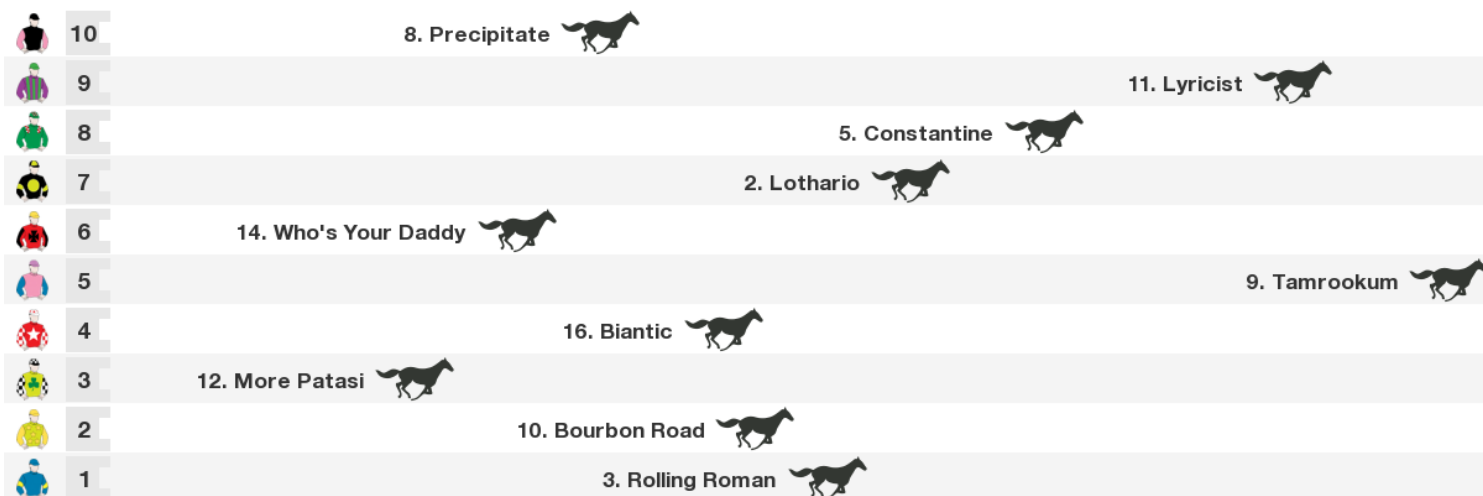 10 8. Precipitate
9 11. Lyricist
8 5. Constantine
7 2. Lothario
6 14. Who's Your Daddy
5 9. Tamrookum
4 16. Biantic
3 12. More Patasi
2 10. Bourbon Road
1 3. Rolling Roman